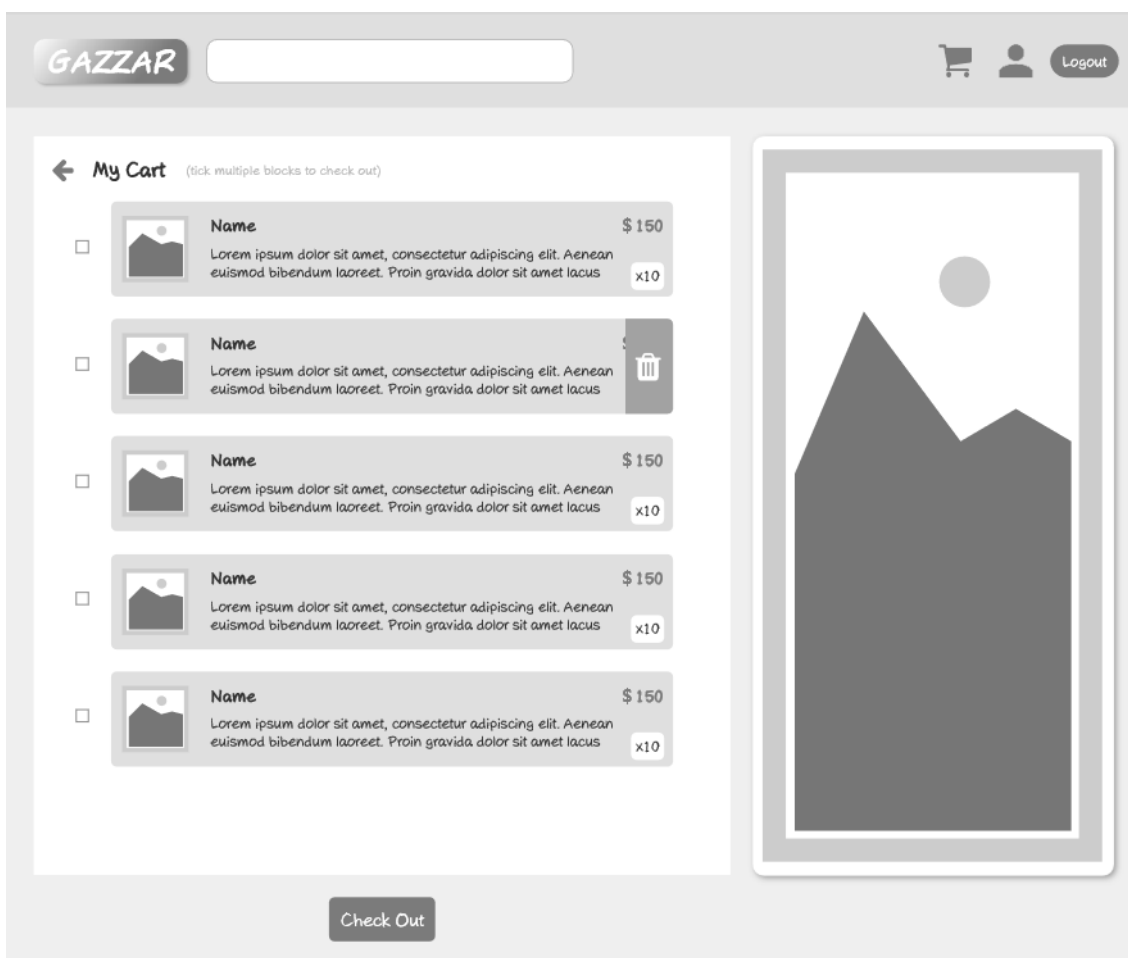 GAZZAR
Logout
My Cart (tick multiple blocks to check out)
Name $ 150
Lorem ipsum dolor sit amet, consectetur adipiscing elit. Aenean
euismod bibendum laoreet. Proin gravida dolor sit amet lacus
x10
Name
Lorem ipsum dolor sit amet, consectetur adipiscing elit. Aenean
euismod bibendum laoreet. Proin gravida dolor sit amet lacus
Name $ 150
Lorem ipsum dolor sit amet, consectetur adipiscing elit. Aenean
euismod bibendum laoreet. Proin gravida dolor sit amet lacus
x10
Name $ 150
Lorem ipsum dolor sit amet, consectetur adipiscing elit. Aenean
euismod bibendum laoreet. Proin gravida dolor sit amet lacus
x10
Name $ 150
Lorem ipsum dolor sit amet, consectetur adipiscing elit. Aenean
euismod bibendum laoreet. Proin gravida dolor sit amet lacus
x10
Check Out